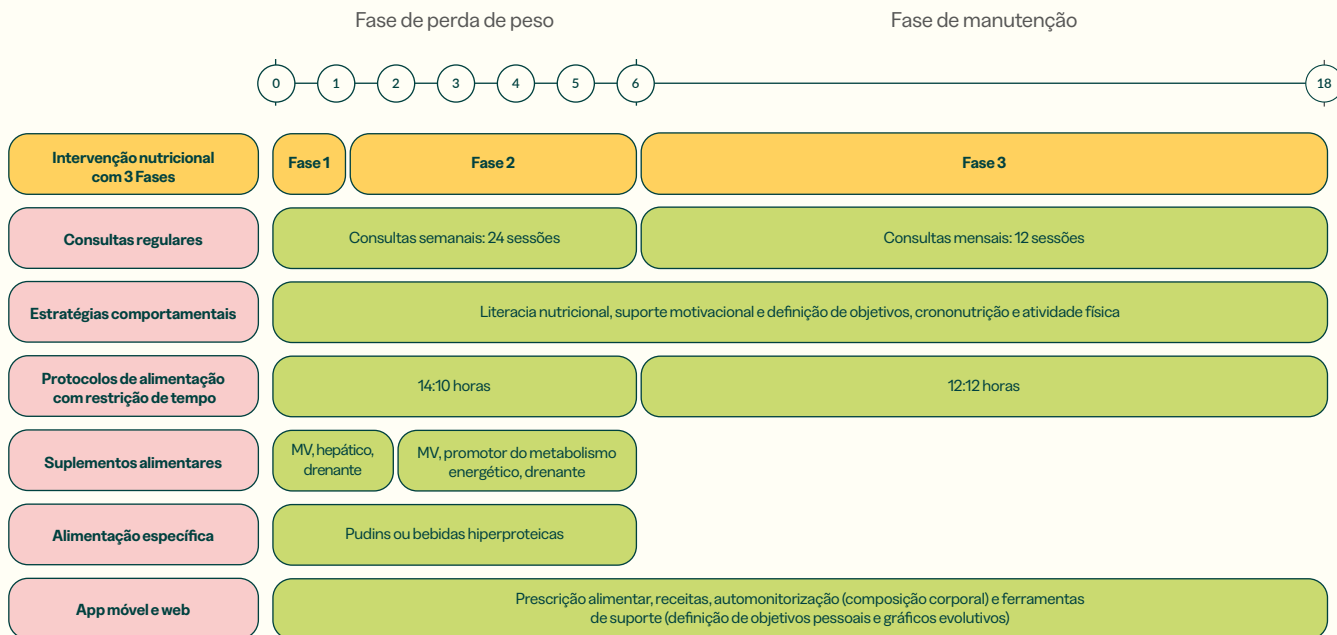 Fase de perda de peso
Fase de manutenção
0
1
2
3
4
5
6
18
Intervenção nutricional
com 3 Fases
Fase 1
Fase 2
Fase 3
Consultas regulares
Consultas semanais: 24 sessões
Consultas mensais: 12 sessões
Estratégias comportamentais
Literacia nutricional, suporte motivacional e definição de objetivos, crononutrição e atividade física
Protocolos de alimentação
com restrição de tempo
14:10 horas
12:12 horas
Suplementos alimentares
MV, hepático,
drenante
MV, promotor do metabolismo
energético, drenante
Alimentação específica
Pudins ou bebidas hiperproteicas
App móvel e web
Prescrição alimentar, receitas, automonitorização (composição corporal) e ferramentas
de suporte (definição de objetivos pessoais e gráficos evolutivos)